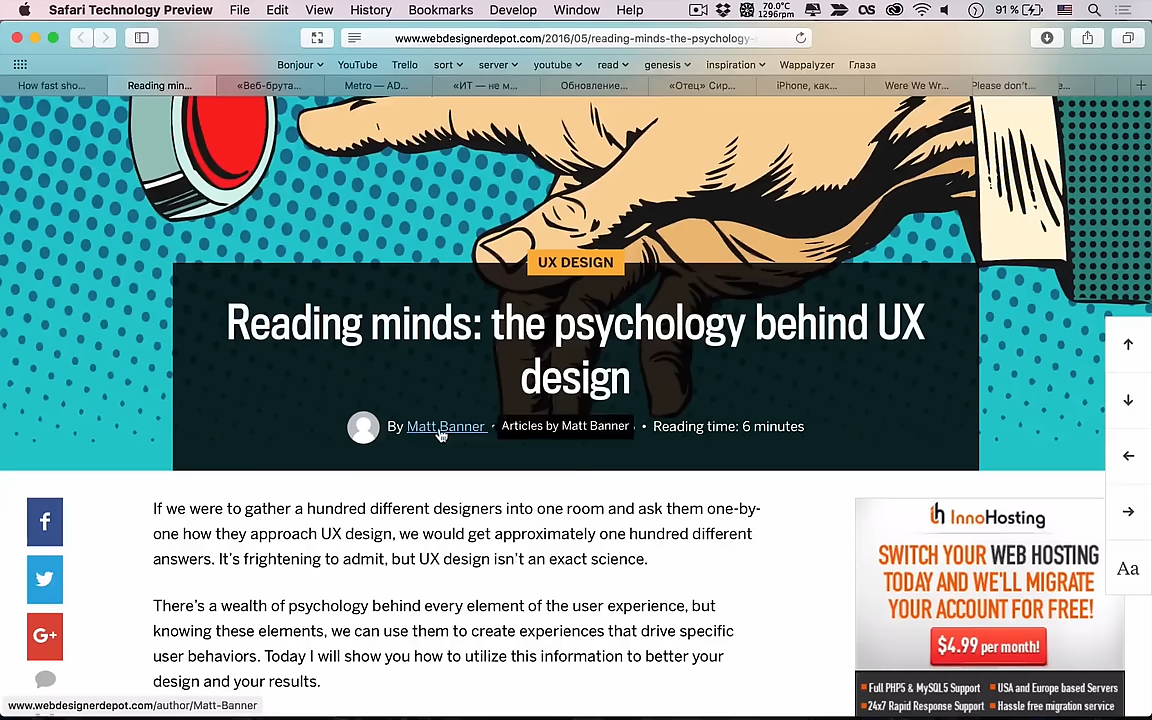 Safari Technology Preview File Edit View History Bookmarks Develop Window Help 70.0°C 1296rpm 91%
www.webdesignerdepot.com/2016/05/reading-minds-the-psychology-
Bonjour YouTube Trello sort server youtube read genesis inspiration Wappalyzer Глаза
How fast sho... Reading min... «Веб-брута... Metro — AD... «ИТ — не м... Обновление... «Отец» Сир... iPhone, как... Were We Wr... Please don't... e...
UX DESIGN
Reading minds: the psychology behind UX
design
By Matt Banner Articles by Matt Banner • Reading time: 6 minutes
If we were to gather a hundred different designers into one room and ask them one-by-
one how they approach UX design, we would get approximately one hundred different
answers. It's frightening to admit, but UX design isn't an exact science.
There's a wealth of psychology behind every element of the user experience, but
knowing these elements, we can use them to create experiences that drive specific
user behaviors. Today I will show you how to utilize this information to better your
design and your results.
f
G+
Aa
InnoHosting
SWITCH YOUR WEB HOSTING
TODAY AND WE'LL MIGRATE
YOUR ACCOUNT FOR FREE!
$4.99 per month!
Full PHP5 & MySQL5 Support USA and Europe based Servers
24x7 Rapid Response Support Hassle free migration service
www.webdesignerdepot.com/author/Matt-Banner